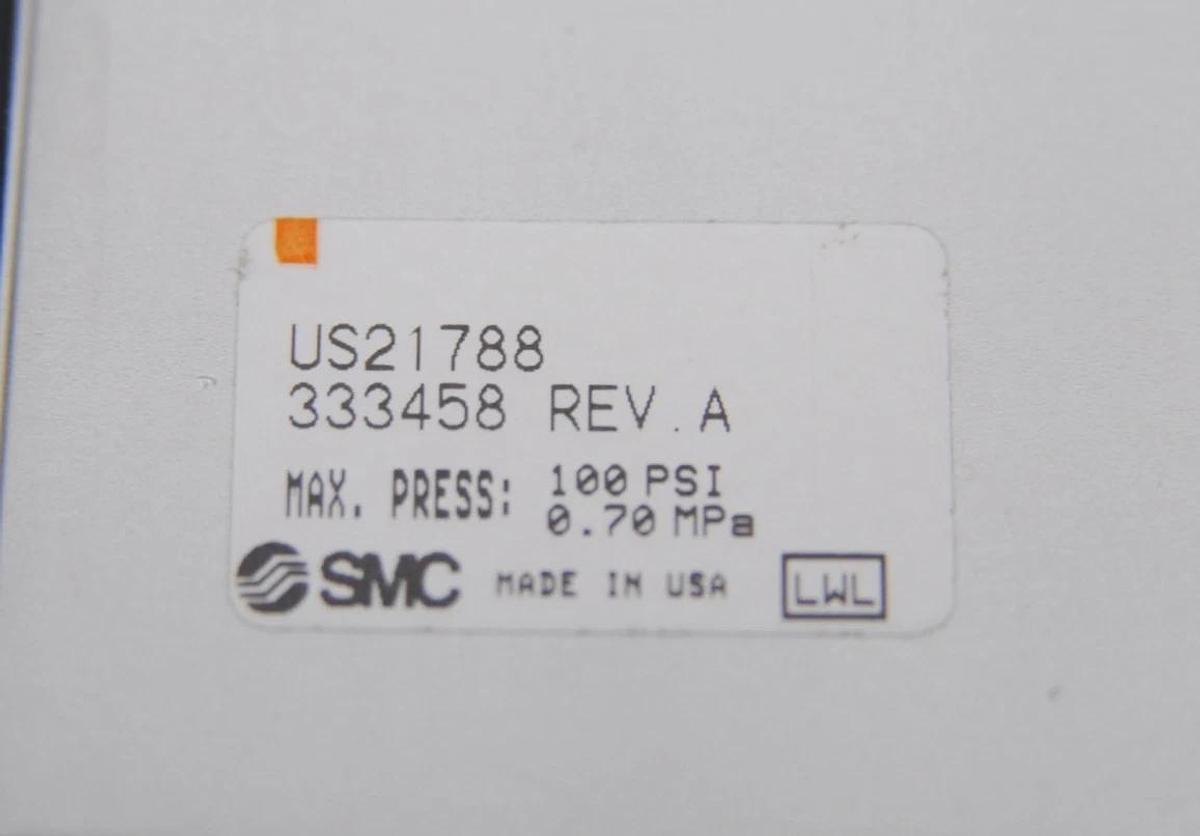 US21788
333458 REV. A
MAX. PRESS: 100 PSI
0.70 MPa
SMC MADE IN USA LWL